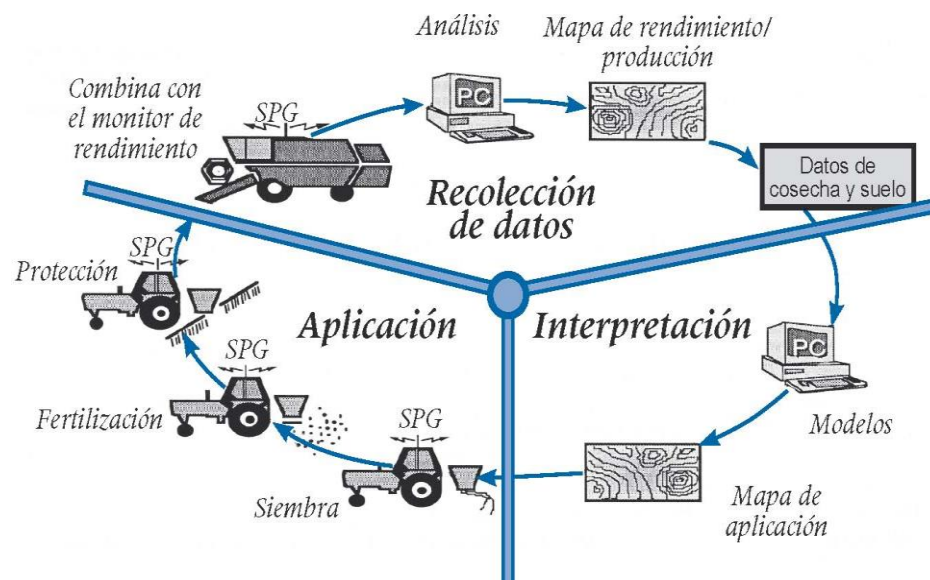 Análisis
Mapa de rendimiento/
producción
Combina con
el monitor de
rendimiento
SPG
PC
Datos de
cosecha y suelo
Recolección
de datos
Protección
SPG
Aplicación
Interpretación
PC
Modelos
SPG
Fertilización
SPG
Siembra
Mapa de
aplicación